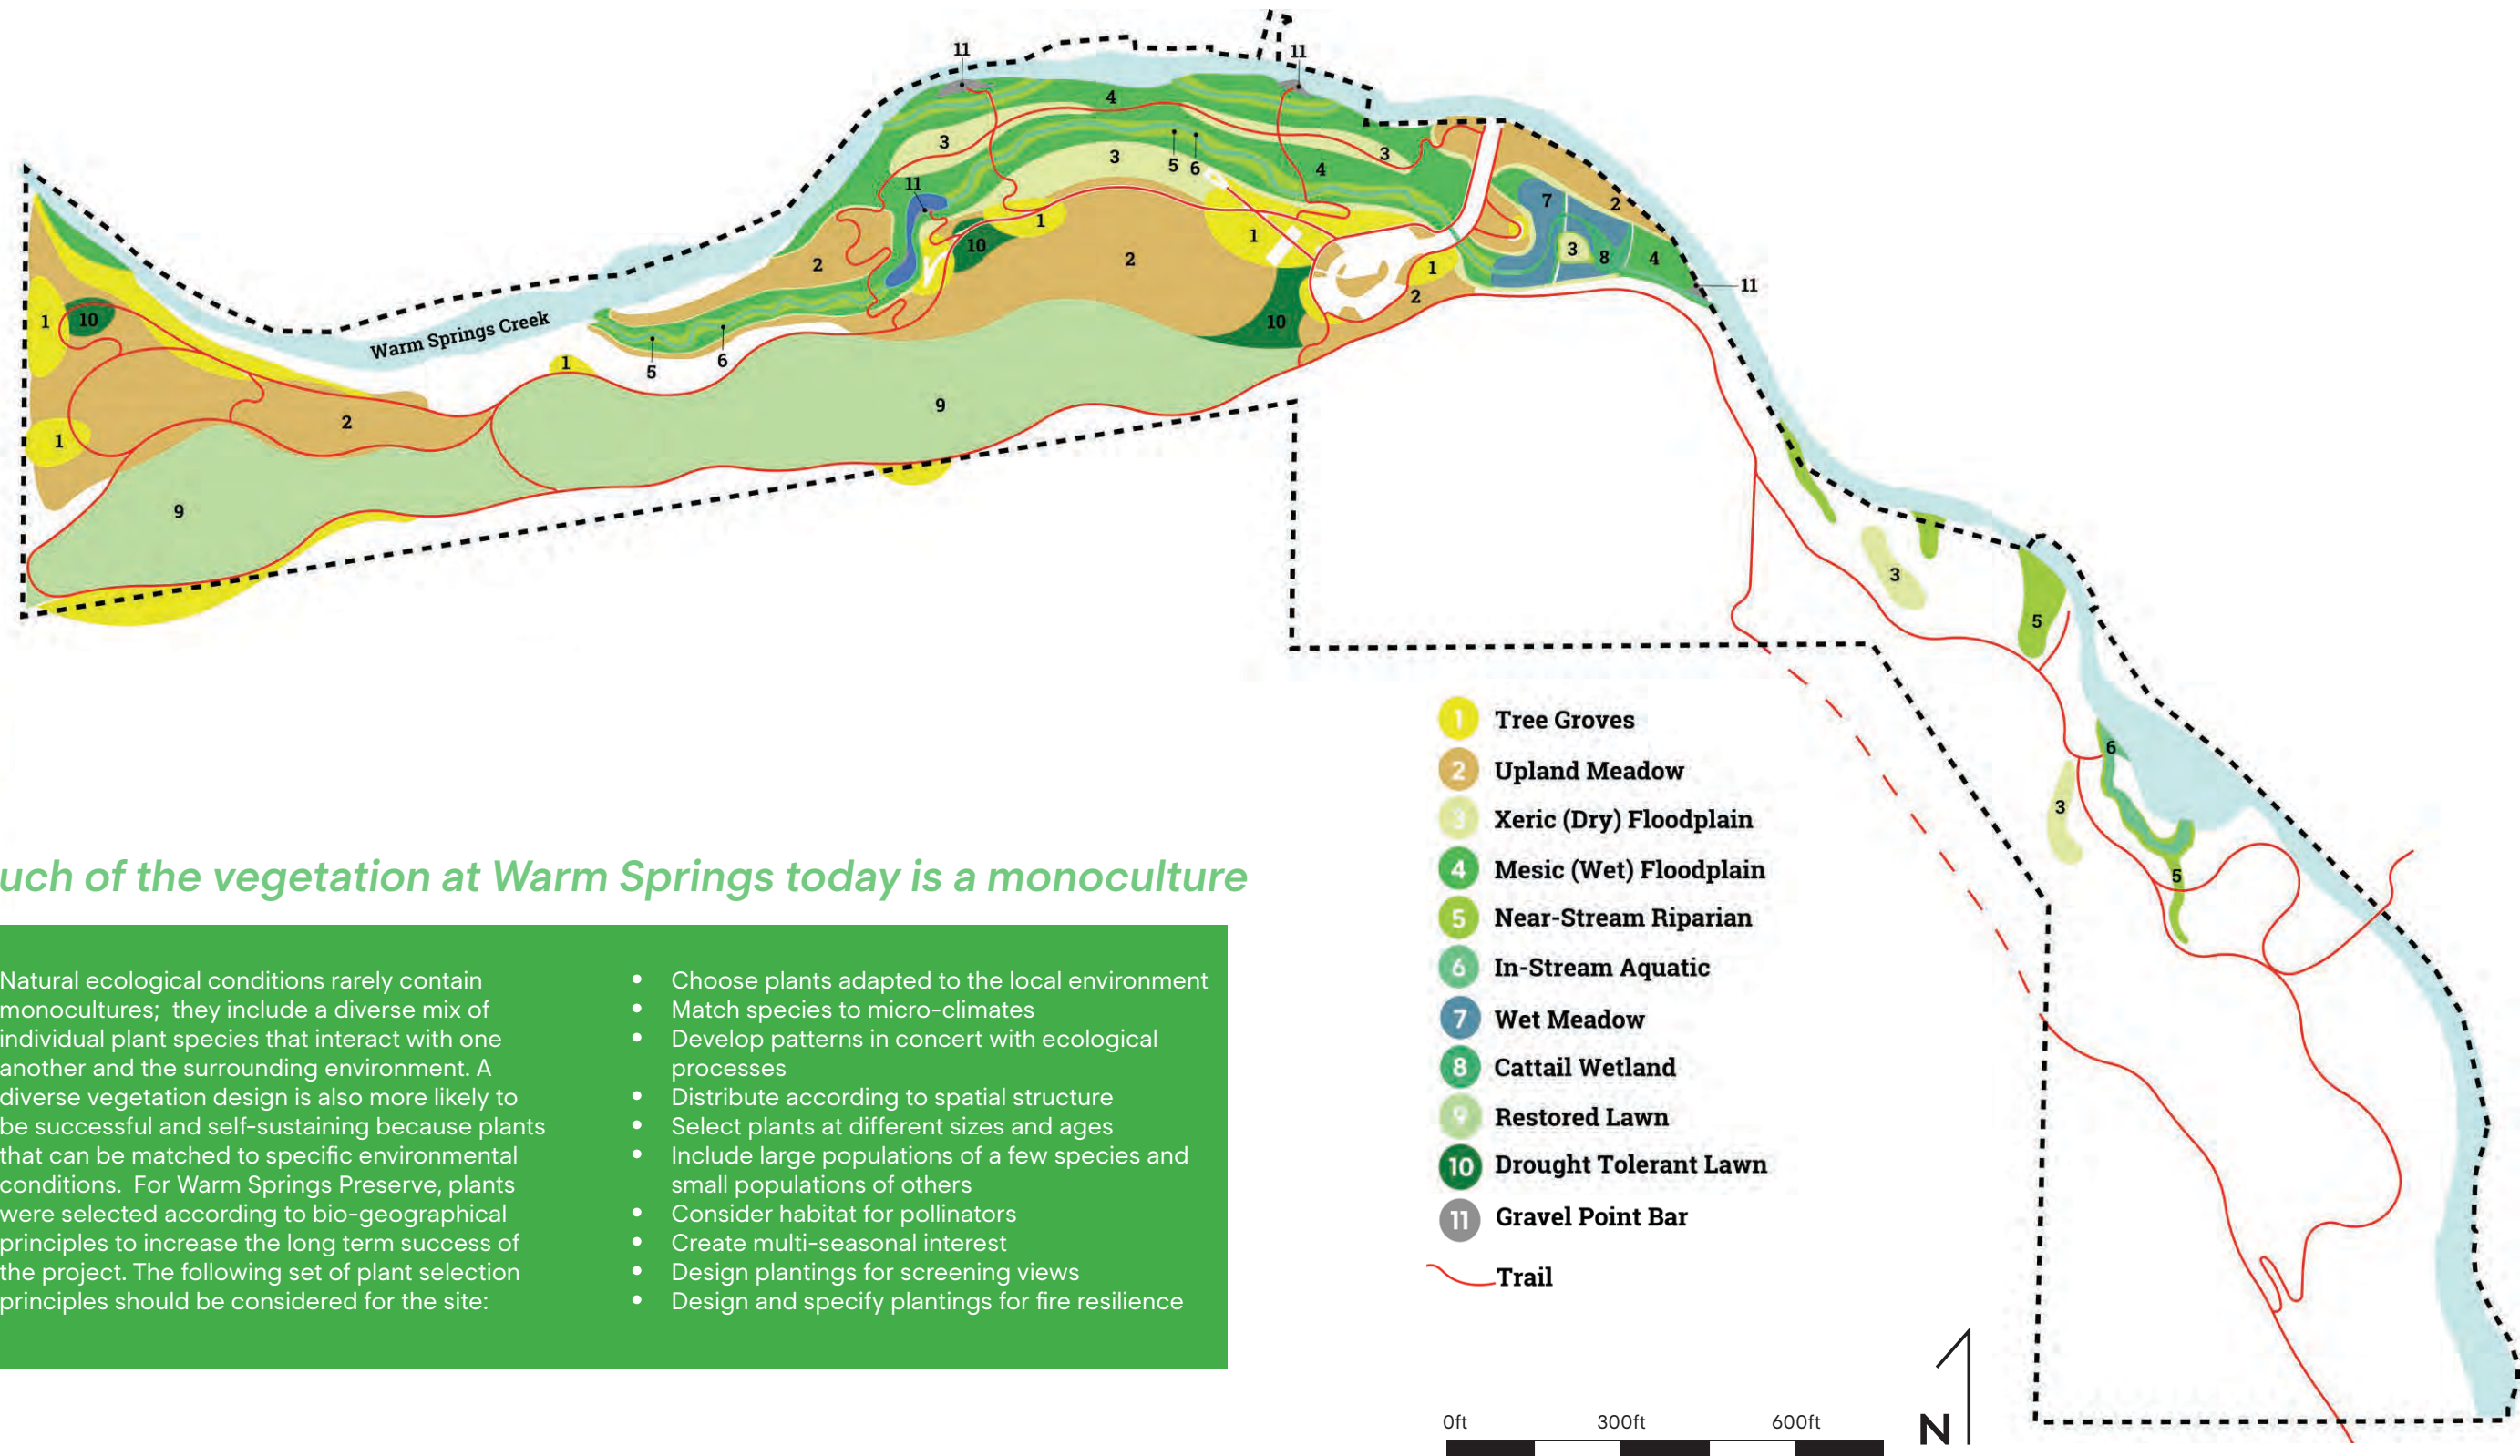 11
11
4
3
3
5
6
3
4
11
1
10
2
1
2
7
2
3
8
4
1
2
11
10
1
10
Warm Springs Creek
5
6
1
9
2
1
9
3
5
6
3
5
1 Tree Groves
2 Upland Meadow
3 Xeric (Dry) Floodplain
4 Mesic (Wet) Floodplain
5 Near-Stream Riparian
6 In-Stream Aquatic
7 Wet Meadow
8 Cattail Wetland
9 Restored Lawn
10 Drought Tolerant Lawn
11 Gravel Point Bar
Trail
uch of the vegetation at Warm Springs today is a monoculture
Natural ecological conditions rarely contain
monocultures; they include a diverse mix of
individual plant species that interact with one
another and the surrounding environment. A
diverse vegetation design is also more likely to
be successful and self-sustaining because plants
that can be matched to specific environmental
conditions. For Warm Springs Preserve, plants
were selected according to bio-geographical
principles to increase the long term success of
the project. The following set of plant selection
principles should be considered for the site:
• Choose plants adapted to the local environment
• Match species to micro-climates
• Develop patterns in concert with ecological
processes
• Distribute according to spatial structure
• Select plants at different sizes and ages
• Include large populations of a few species and
small populations of others
• Consider habitat for pollinators
• Create multi-seasonal interest
• Design plantings for screening views
• Design and specify plantings for fire resilience
0ft 300ft 600ft
N